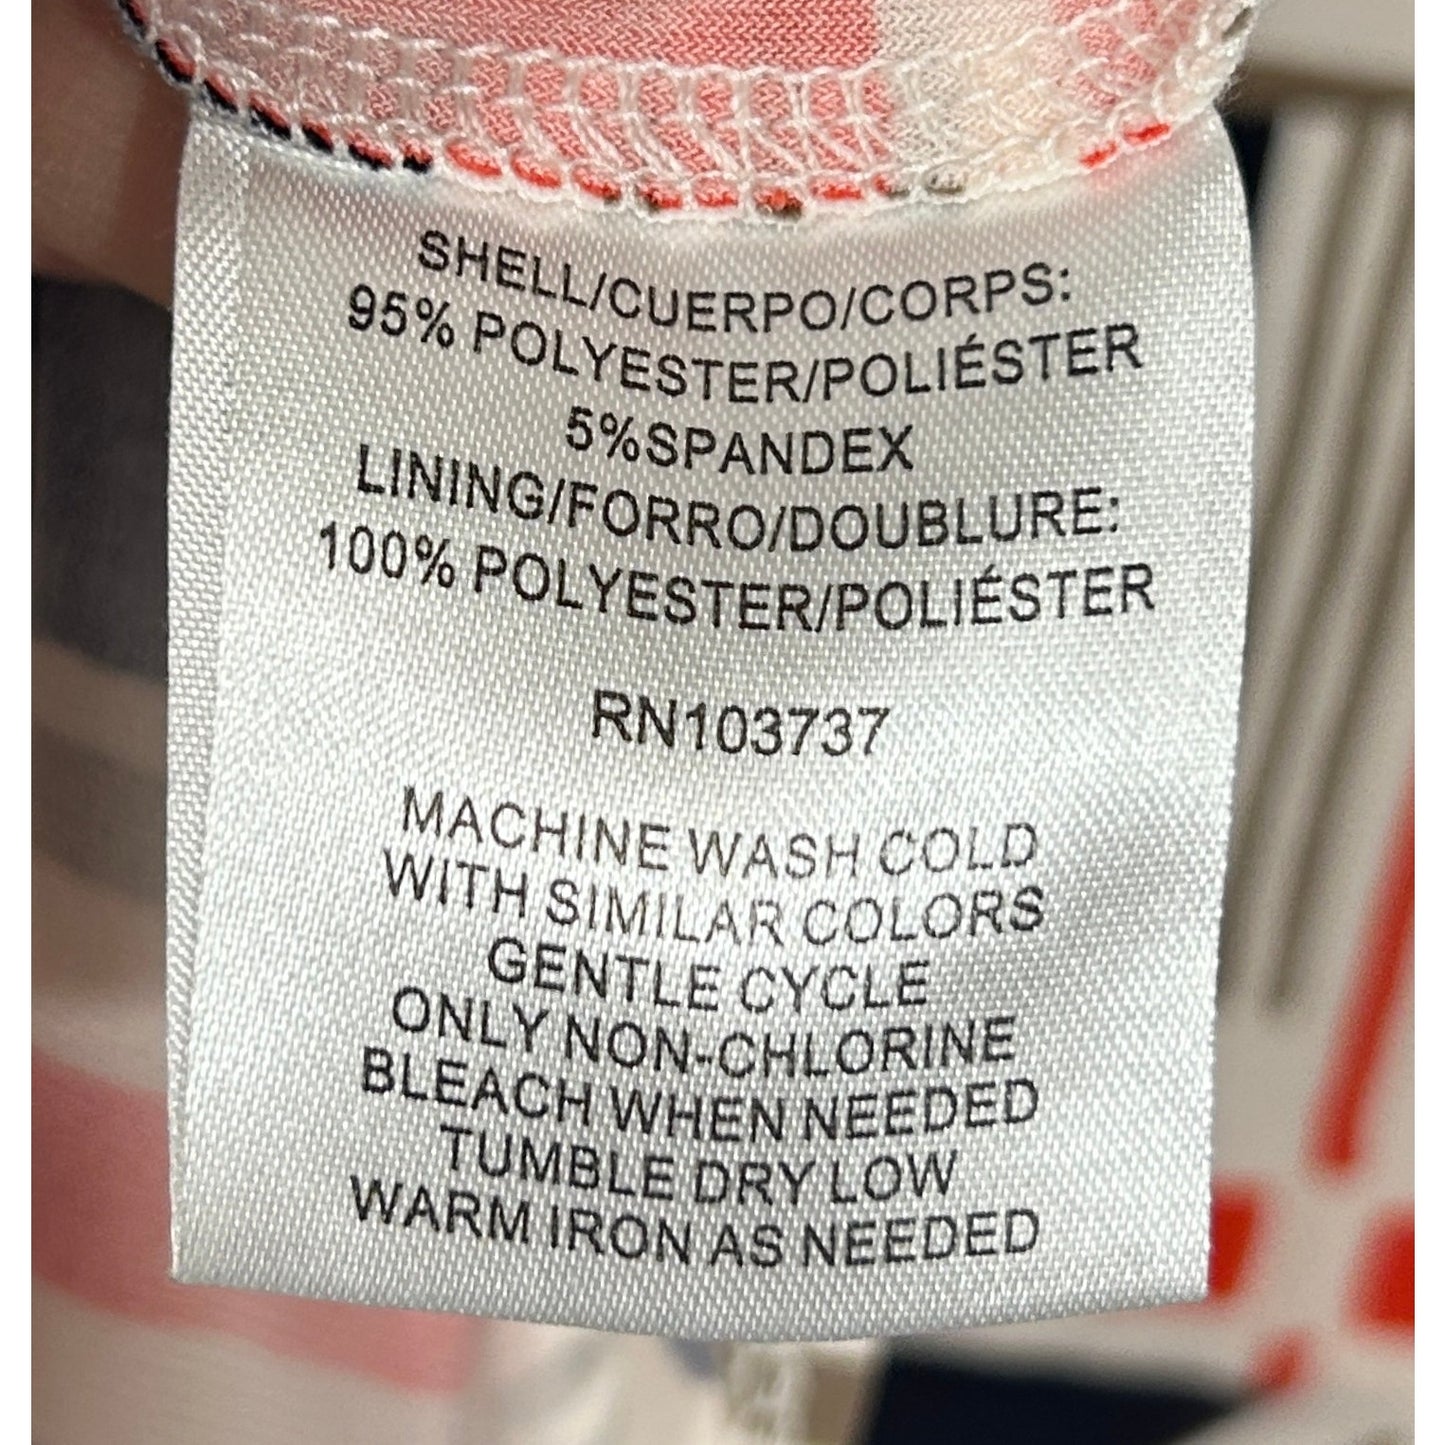 SHELL/CUERPO/CORPS:
95% POLYESTER/POLIÉSTER
5%SPANDEX
LINING/FORRO/DOUBLURE:
100% POLYESTER/POLIÉSTER
RN103737
MACHINE WASH COLD
WITH SIMILAR COLORS
GENTLE CYCLE
ONLY NON-CHLORINE
BLEACH WHEN NEEDED
TUMBLE DRY LOW
WARM IRON AS NEEDED